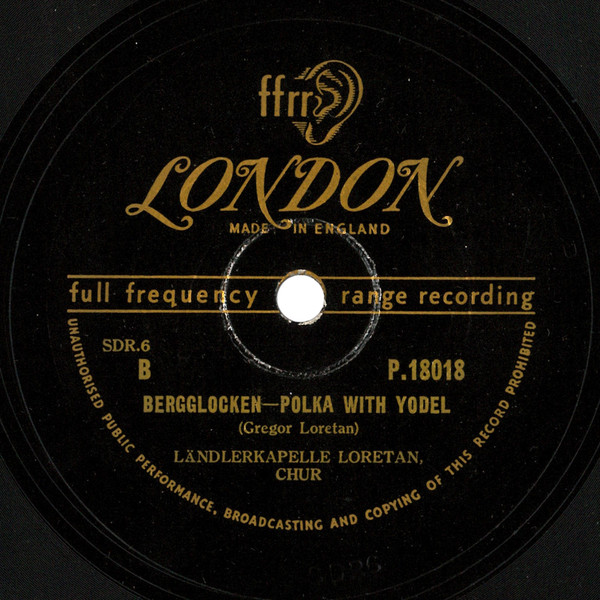 ffrr
LONDON
MADE IN ENGLAND
full frequency range recording
SDR.6
B P.18018
BERGGLOCKEN—POLKA WITH YODEL
(Gregor Loretan)
LÄNDLERKAPELLE LORETAN,
CHUR
UNAUTHORISED PUBLIC PERFORMANCE, BROADCASTING AND COPYING OF THIS RECORD PROHIBITED